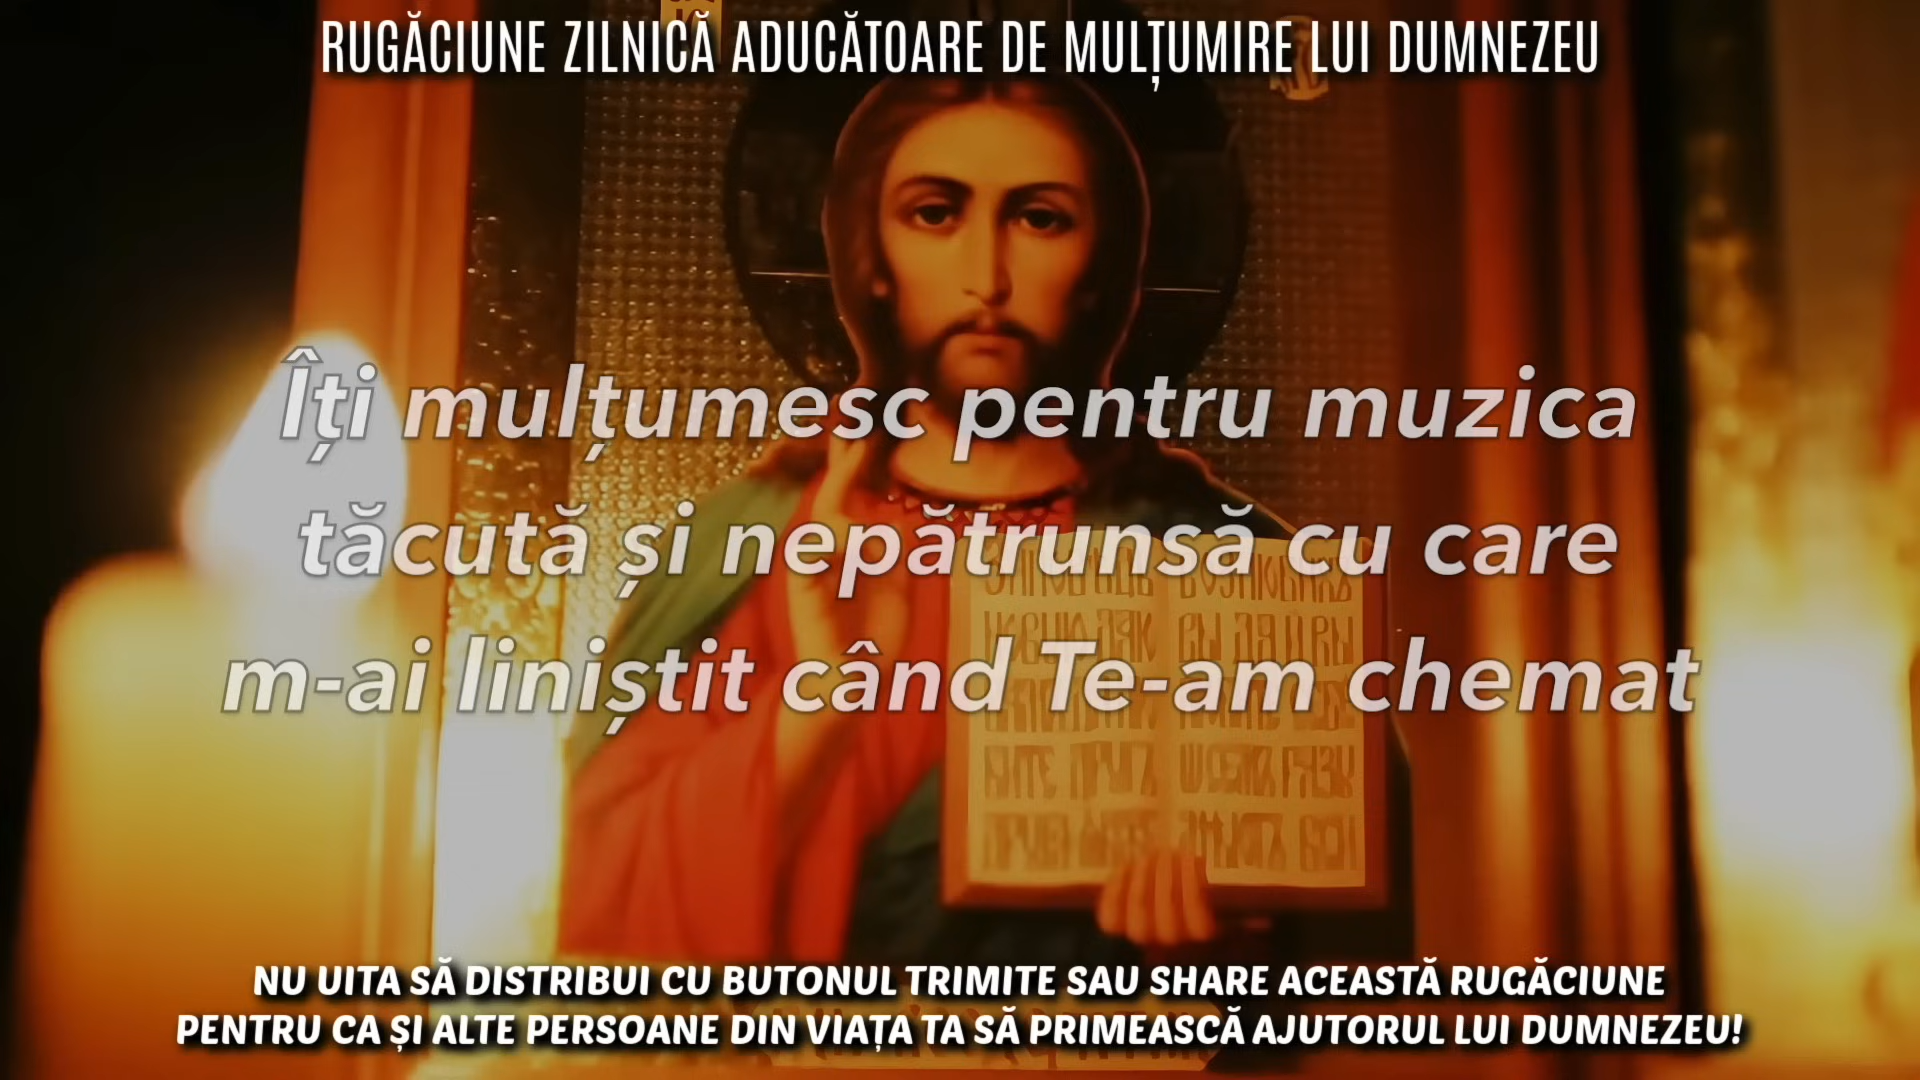 RUGĂCIUNE ZILNICĂ ADUCĂTOARE DE MULȚUMIRE LUI DUMNEZEU
Îți mulțumesc pentru muzica
tăcută și nepătrunsă cu care
m-ai liniștit când Te-am chemat
NU UITA SĂ DISTRIBUI CU BUTONUL TRIMITE SAU SHARE ACEASTĂ RUGĂCIUNE
PENTRU CA ȘI ALTE PERSOANE DIN VIAȚA TA SĂ PRIMEASCĂ AJUTORUL LUI DUMNEZEU!